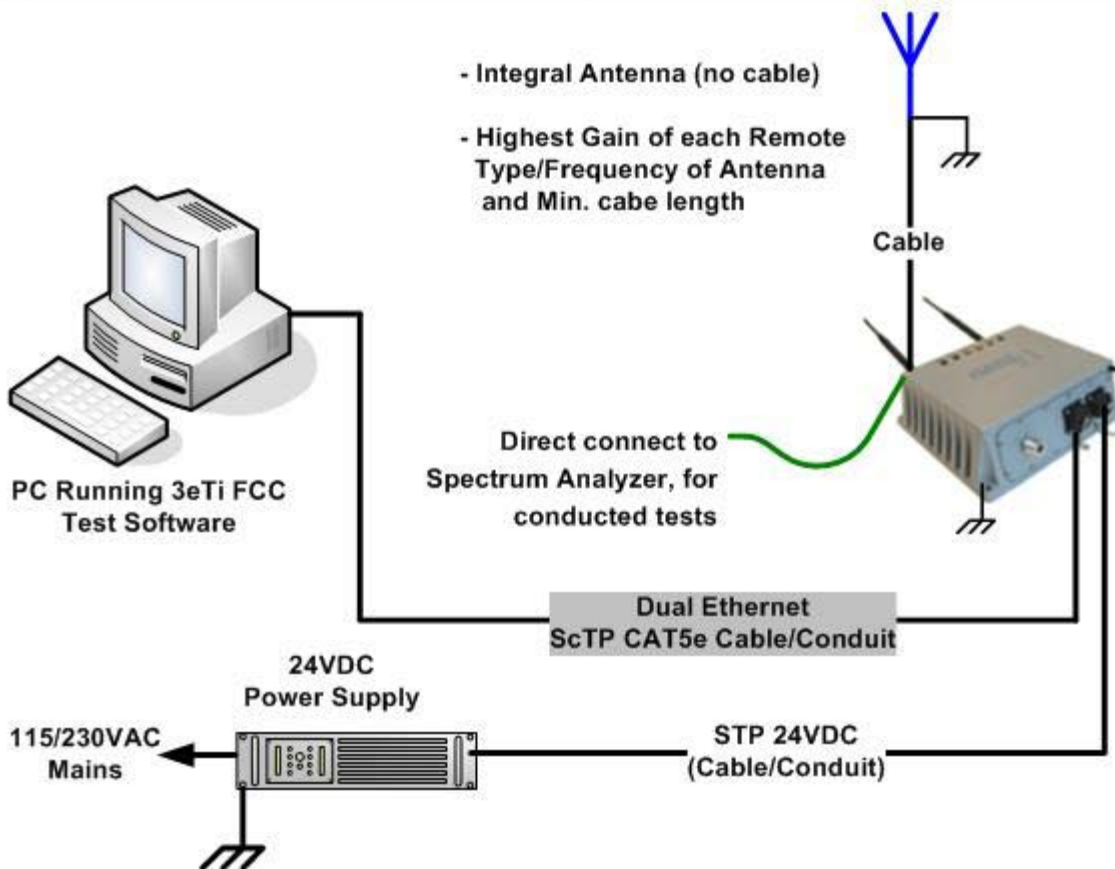 - Integral Antenna (no cable)
- Highest Gain of each Remote
Type/Frequency of Antenna
and Min. cabe length
Cable
PC Running 3eTi FCC
Test Software
Direct connect to
Spectrum Analyzer, for
conducted tests
Dual Ethernet
ScTP CAT5e Cable/Conduit
24VDC
Power Supply
115/230VAC
Mains
STP 24VDC
(Cable/Conduit)